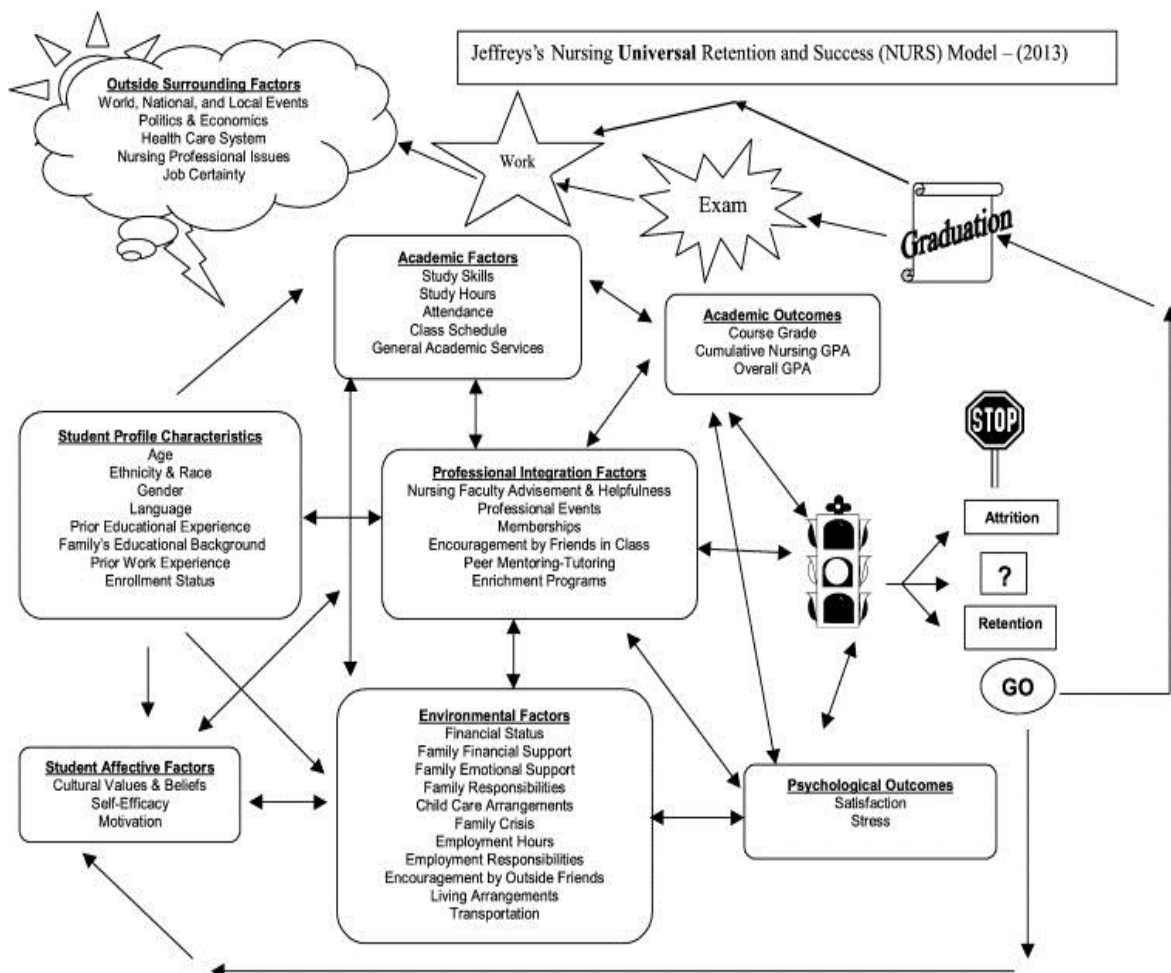 Jeffreys's Nursing Universal Retention and Success (NURS) Model – (2013)
Outside Surrounding Factors
World, National, and Local Events
Politics & Economics
Health Care System
Nursing Professional Issues
Job Certainty
Work
Exam
Graduation
Academic Factors
Study Skills
Study Hours
Attendance
Class Schedule
General Academic Services
Academic Outcomes
Course Grade
Cumulative Nursing GPA
Overall GPA
Student Profile Characteristics
Age
Ethnicity & Race
Gender
Language
Prior Educational Experience
Family's Educational Background
Prior Work Experience
Enrollment Status
Professional Integration Factors
Nursing Faculty Advisement & Helpfulness
Professional Events
Memberships
Encouragement by Friends in Class
Peer Mentoring-Tutoring
Enrichment Programs
STOP
Attrition
?
Retention
GO
Student Affective Factors
Cultural Values & Beliefs
Self-Efficacy
Motivation
Environmental Factors
Financial Status
Family Financial Support
Family Emotional Support
Family Responsibilities
Child Care Arrangements
Family Crisis
Employment Hours
Employment Responsibilities
Encouragement by Outside Friends
Living Arrangements
Transportation
Psychological Outcomes
Satisfaction
Stress